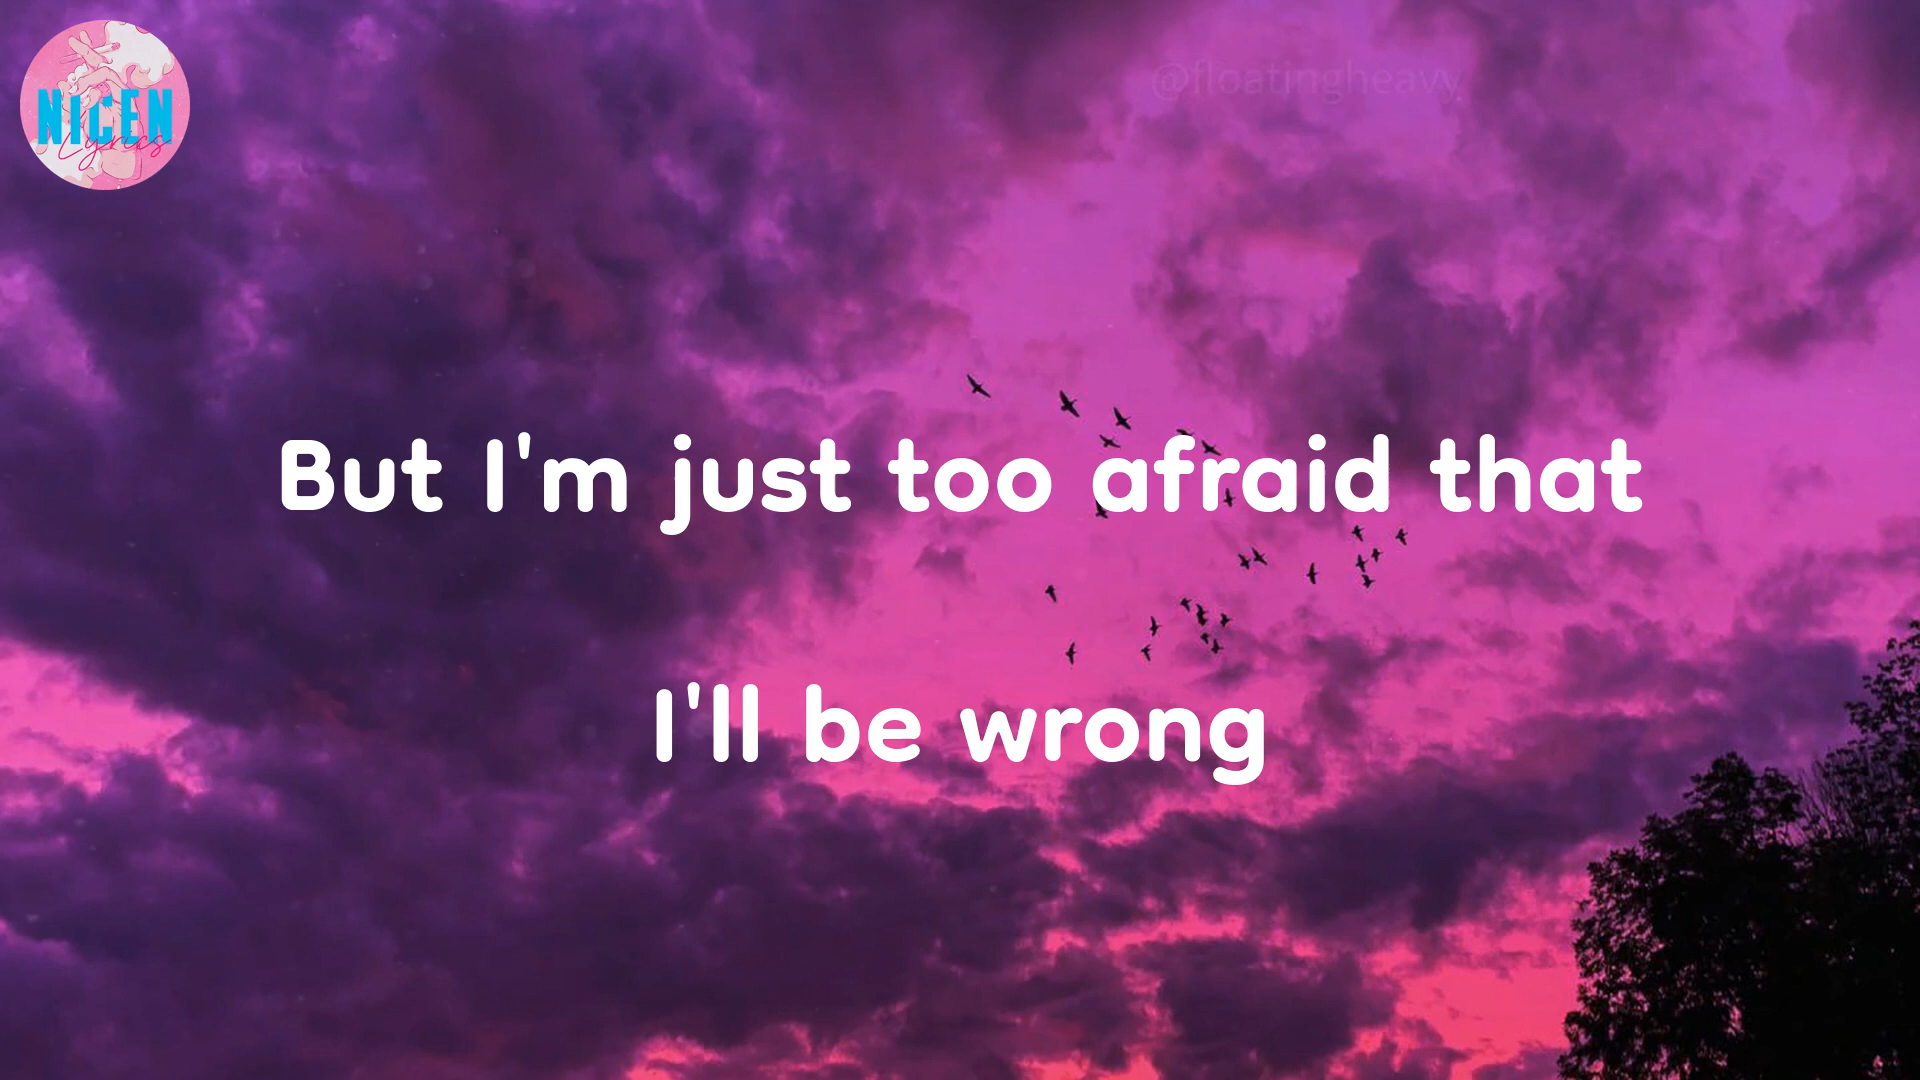 NICEN
Lyrics
@floatingheavy
But I'm just too afraid that
I'll be wrong